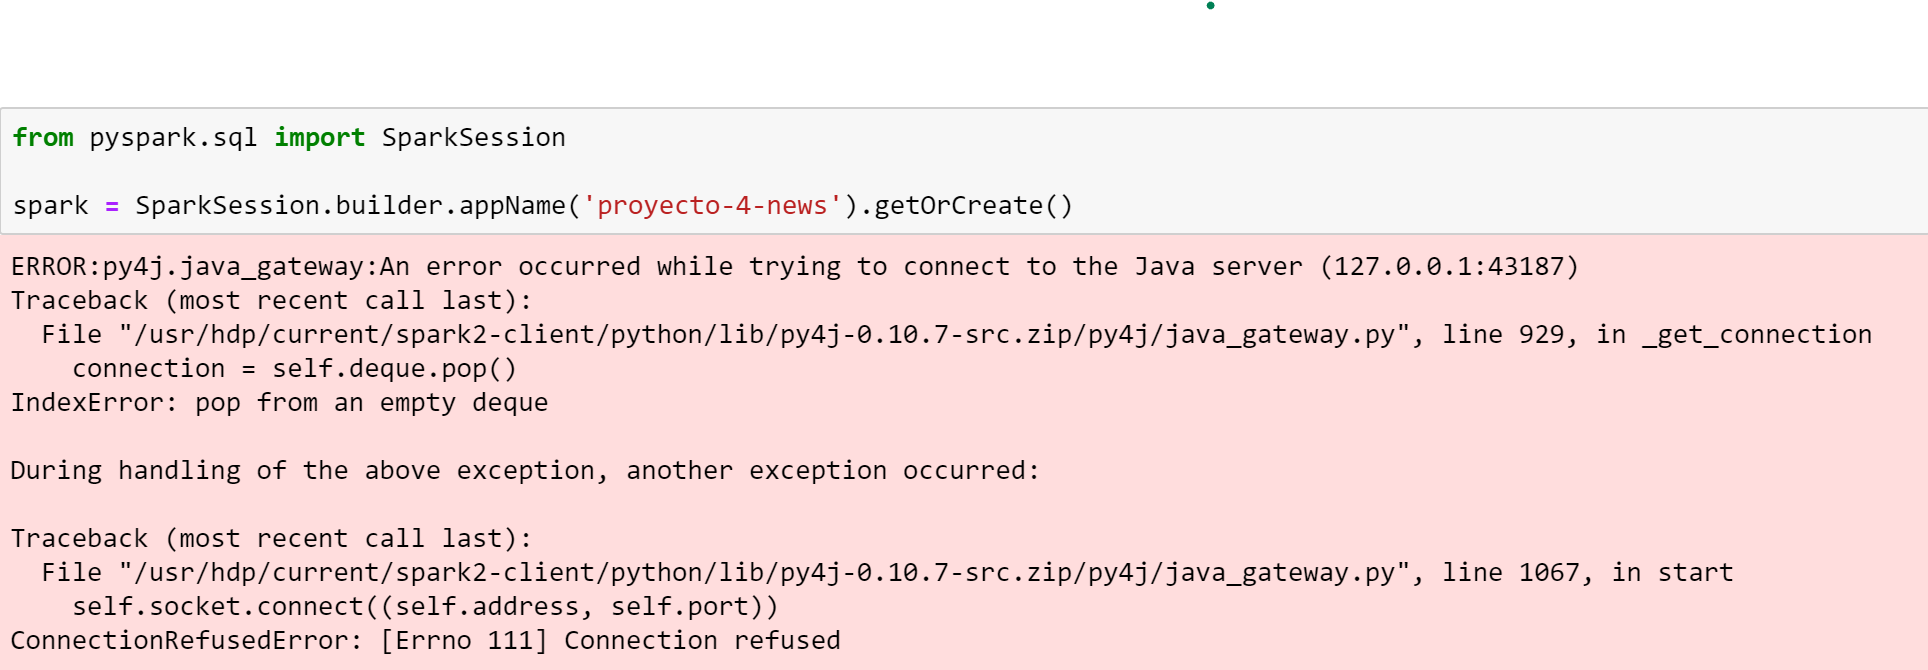 from pyspark.sql import SparkSession
spark = SparkSession.builder.appName('proyecto-4-news').getOrCreate()
ERROR:py4j.java_gateway:An error occurred while trying to connect to the Java server (127.0.0.1:43187)
Traceback (most recent call last):
  File "/usr/hdp/current/spark2-client/python/lib/py4j-0.10.7-src.zip/py4j/java_gateway.py", line 929, in _get_connection
    connection = self.deque.pop()
IndexError: pop from an empty deque
During handling of the above exception, another exception occurred:
Traceback (most recent call last):
  File "/usr/hdp/current/spark2-client/python/lib/py4j-0.10.7-src.zip/py4j/java_gateway.py", line 1067, in start
    self.socket.connect((self.address, self.port))
ConnectionRefusedError: [Errno 111] Connection refused